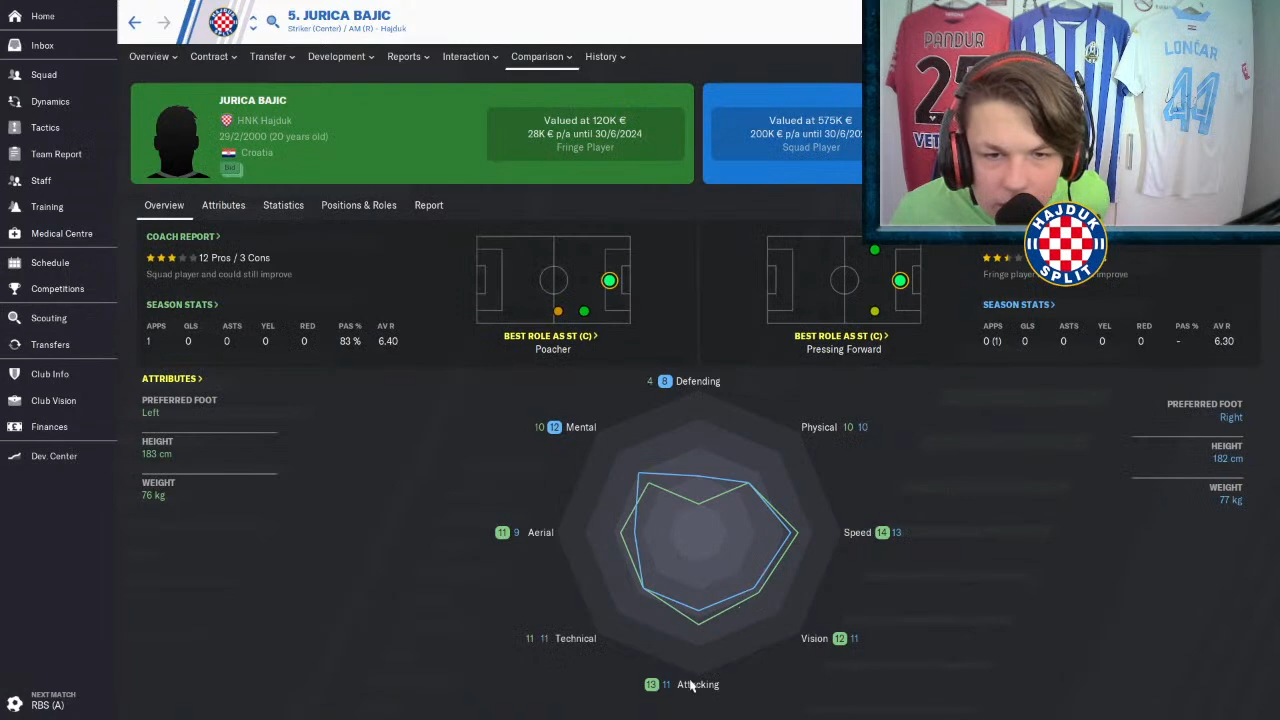 Home
Inbox
Squad
Dynamics
Tactics
Team Report
Staff
Training
Medical Centre
Schedule
Competitions
Scouting
Transfers
Club Info
Club Vision
Finances
Dev. Center
NEXT MATCH
RBS (A)
5. JURICA BAJIC
Striker (Center) / AM (R) - Hajduk
Overview Contract Transfer Development Reports Interaction Comparison History
JURICA BAJIC
HNK Hajduk
29/2/2000 (20 years old)
Croatia
Bid
Valued at 120K €
28K € p/a until 30/6/2024
Fringe Player
Valued at 575K €
200K € p/a until 30/6/202
Squad Player
PANDUR
LONČAR
44
HAJDUK
SPLIT
Overview Attributes Statistics Positions & Roles Report
COACH REPORT >
12 Pros / 3 Cons
Squad player and could still improve
SEASON STATS >
APPS GLS ASTS YEL RED PAS % AV R
1 0 0 0 0 83 % 6.40
BEST ROLE AS ST (C) >
Poacher
BEST ROLE AS ST (C) >
Pressing Forward
Fringe player
improve
SEASON STATS >
APPS GLS ASTS YEL RED PAS % AV R
0 (1) 0 0 0 0 - 6.30
ATTRIBUTES >
PREFERRED FOOT
Left
HEIGHT
183 cm
WEIGHT
76 kg
4 8 Defending
10 12 Mental
Physical 10 10
11 9 Aerial
Speed 14 13
11 11 Technical
Vision 12 11
13 11 Attacking
PREFERRED FOOT
Right
HEIGHT
182 cm
WEIGHT
77 kg